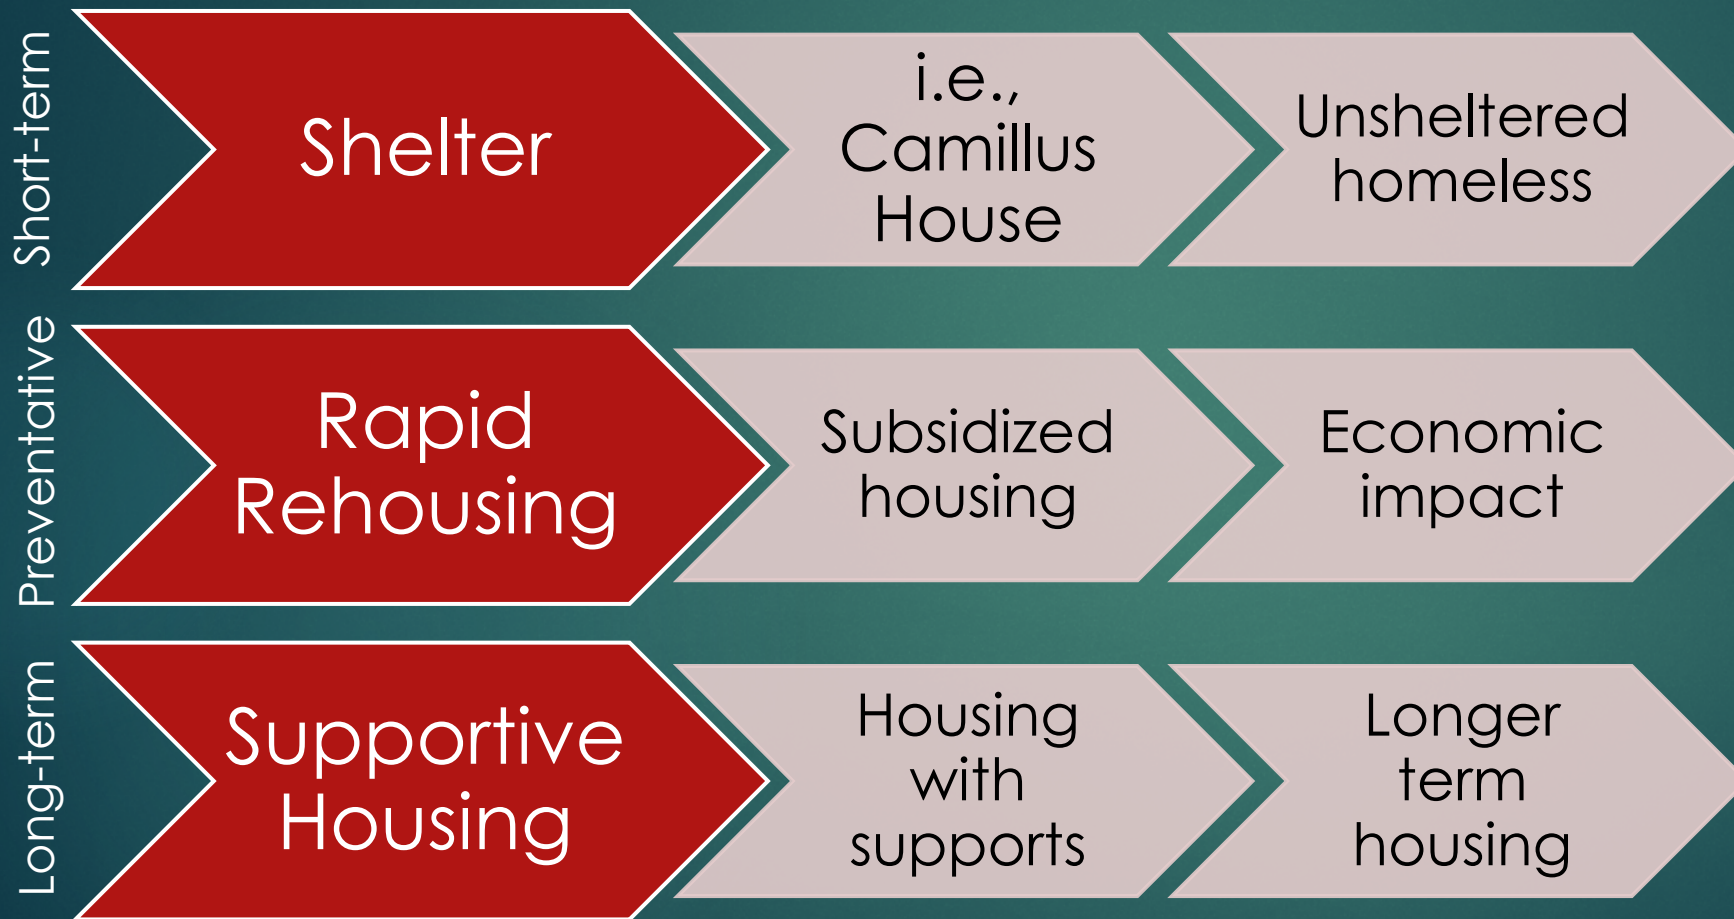 Short-term
Shelter
i.e.,
Camillus
House
Unsheltered
homeless
Preventative
Rapid
Rehousing
Subsidized
housing
Economic
impact
Long-term
Supportive
Housing
Housing
with
supports
Longer
term
housing